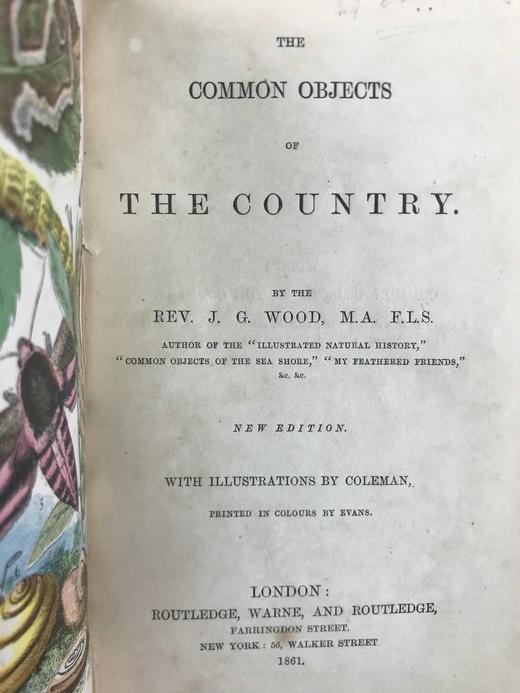 THE
COMMON OBJECTS
OF
THE COUNTRY.
BY THE
REV. J. G. WOOD, M.A. F.L.S.
AUTHOR OF THE "ILLUSTRATED NATURAL HISTORY,"
"COMMON OBJECTS OF THE SEA SHORE," "MY FEATHERED FRIENDS,"
&c. &c.
NEW EDITION.
WITH ILLUSTRATIONS BY COLEMAN,
PRINTED IN COLOURS BY EVANS.
LONDON:
ROUTLEDGE, WARNE, AND ROUTLEDGE,
FARRINGDON STREET.
NEW YORK: 56, WALKER STREET
1861.